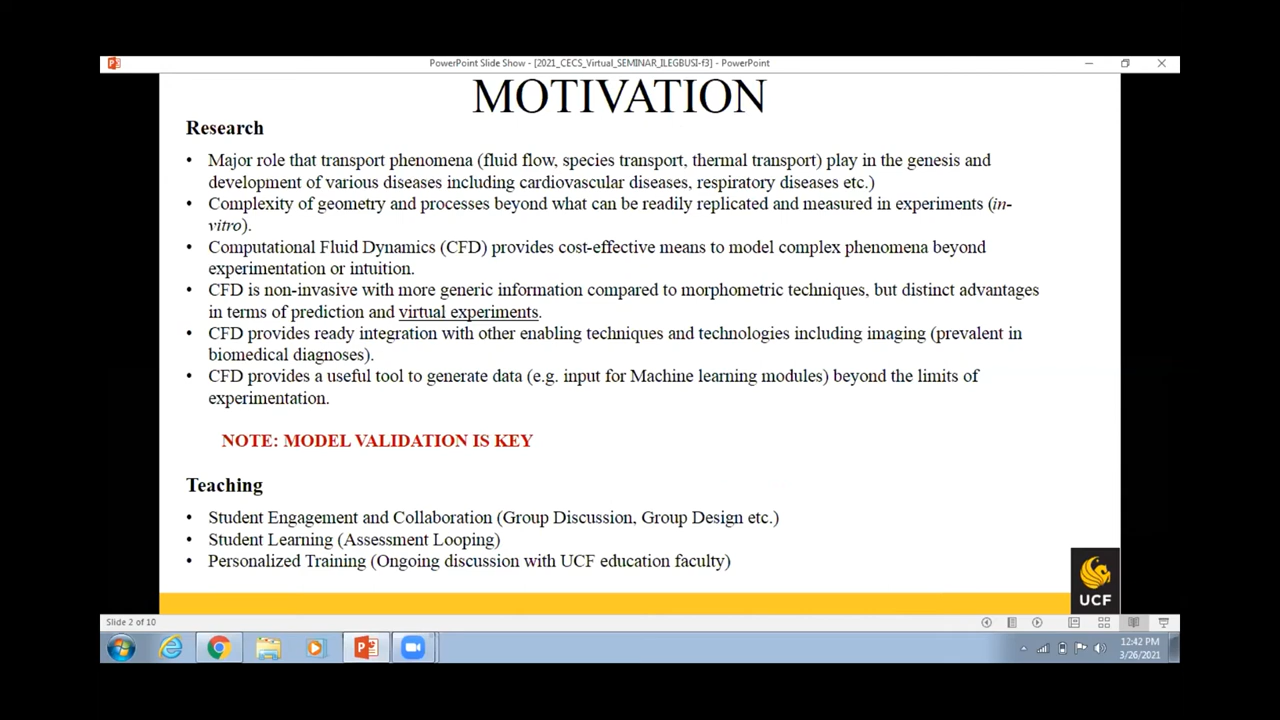 PowerPoint Slide Show - [2021_CECS_Virtual_SEMINAR_ILEGBUSI-f3] - PowerPoint
MOTIVATION
Research
• Major role that transport phenomena (fluid flow, species transport, thermal transport) play in the genesis and
development of various diseases including cardiovascular diseases, respiratory diseases etc.)
• Complexity of geometry and processes beyond what can be readily replicated and measured in experiments (in-
vitro).
• Computational Fluid Dynamics (CFD) provides cost-effective means to model complex phenomena beyond
experimentation or intuition.
• CFD is non-invasive with more generic information compared to morphometric techniques, but distinct advantages
in terms of prediction and virtual experiments.
• CFD provides ready integration with other enabling techniques and technologies including imaging (prevalent in
biomedical diagnoses).
• CFD provides a useful tool to generate data (e.g. input for Machine learning modules) beyond the limits of
experimentation.
NOTE: MODEL VALIDATION IS KEY
Teaching
• Student Engagement and Collaboration (Group Discussion, Group Design etc.)
• Student Learning (Assessment Looping)
• Personalized Training (Ongoing discussion with UCF education faculty)
UCF
Slide 2 of 10
12:42 PM
3/26/2021